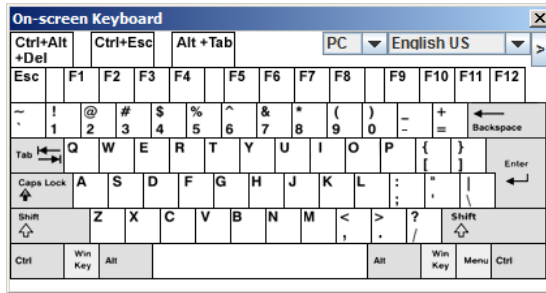 On-screen Keyboard X
Ctrl+Alt +Del Ctrl+Esc Alt +Tab PC English US >
Esc F1 F2 F3 F4 F5 F6 F7 F8 F9 F10 F11 F12
~ ! @ # $ % ^ & * ( ) _ +
` 1 2 3 4 5 6 7 8 9 0 - = Backspace
Tab Q W E R T Y U I O P { } Enter
[ ]
Caps Lock A S D F G H J K L : " |
; ' \
Shift Z X C V B N M < > ? Shift
, . /
Ctrl Win Key Alt Alt Win Key Menu Ctrl